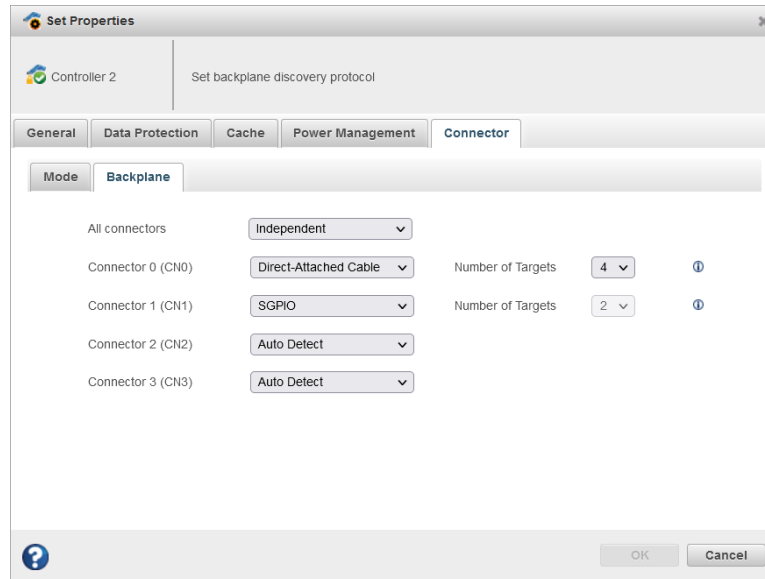 Set Properties
Controller 2
Set backplane discovery protocol
General Data Protection Cache Power Management Connector
Mode Backplane
All connectors Independent
Connector 0 (CN0) Direct-Attached Cable Number of Targets 4
Connector 1 (CN1) SGPIO Number of Targets 2
Connector 2 (CN2) Auto Detect
Connector 3 (CN3) Auto Detect
OK Cancel